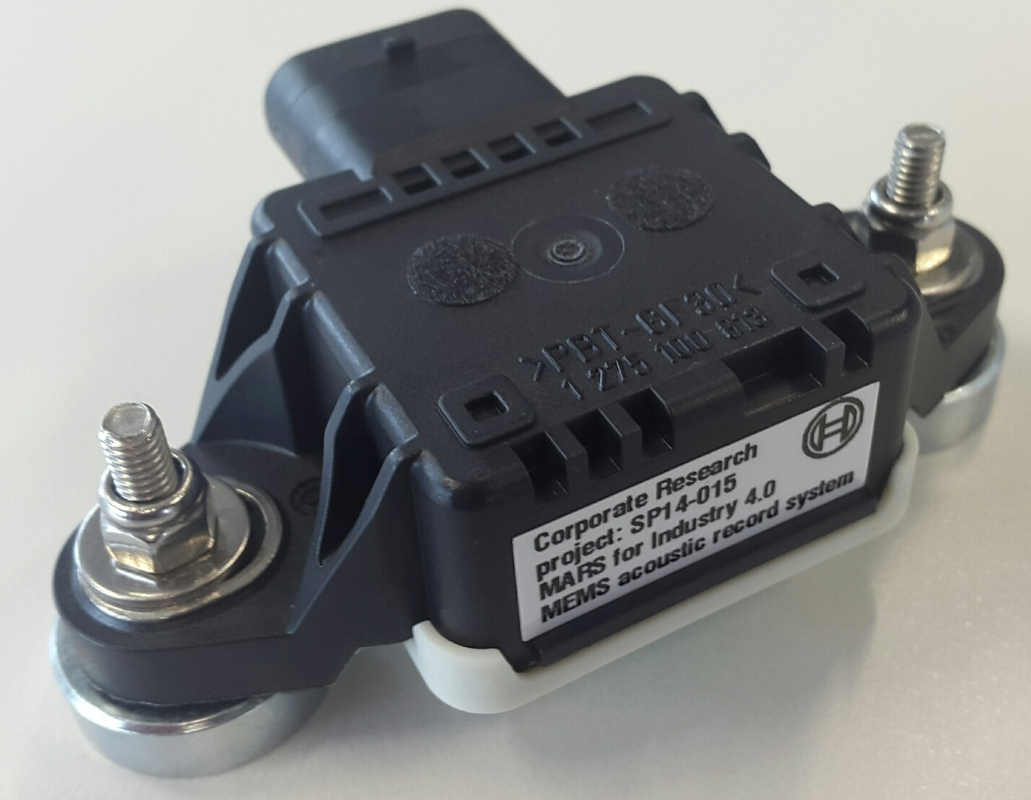 >PBT-GF30<
1 275 100 618
Corporate Research
project: SP14-015
MARS for Industry 4.0
MEMS acoustic record system